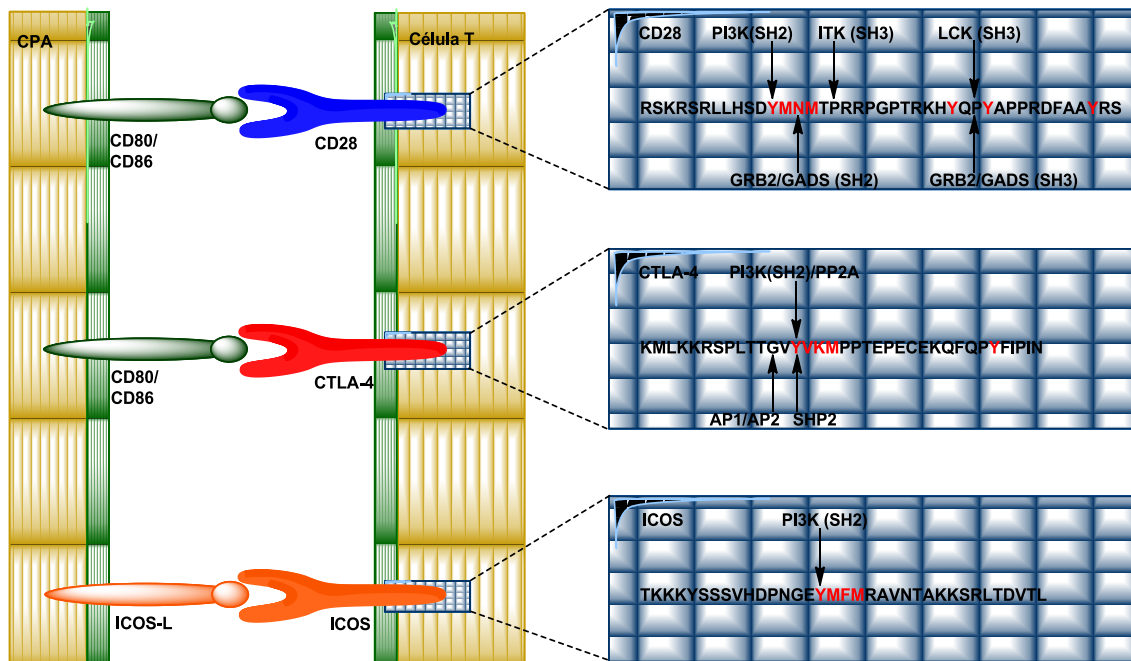 CPA
Célula T
CD80/
CD86
CD28
CD80/
CD86
CTLA-4
ICOS-L
ICOS
CD28
PI3K(SH2)
ITK (SH3)
LCK (SH3)
RSKRSRLLHSDYMNMTPRRPGPTRKHYQPYAPPRDFAAYRS
GRB2/GADS (SH2)
GRB2/GADS (SH3)
CTLA-4
PI3K(SH2)/PP2A
KMLKKRSPLTTGVYVKMPPTEPECEKQFQPYFIPIN
AP1/AP2
SHP2
ICOS
PI3K (SH2)
TKKKYSSSVHDPNGEYMFMRAVNTAKKSRLTDVTL